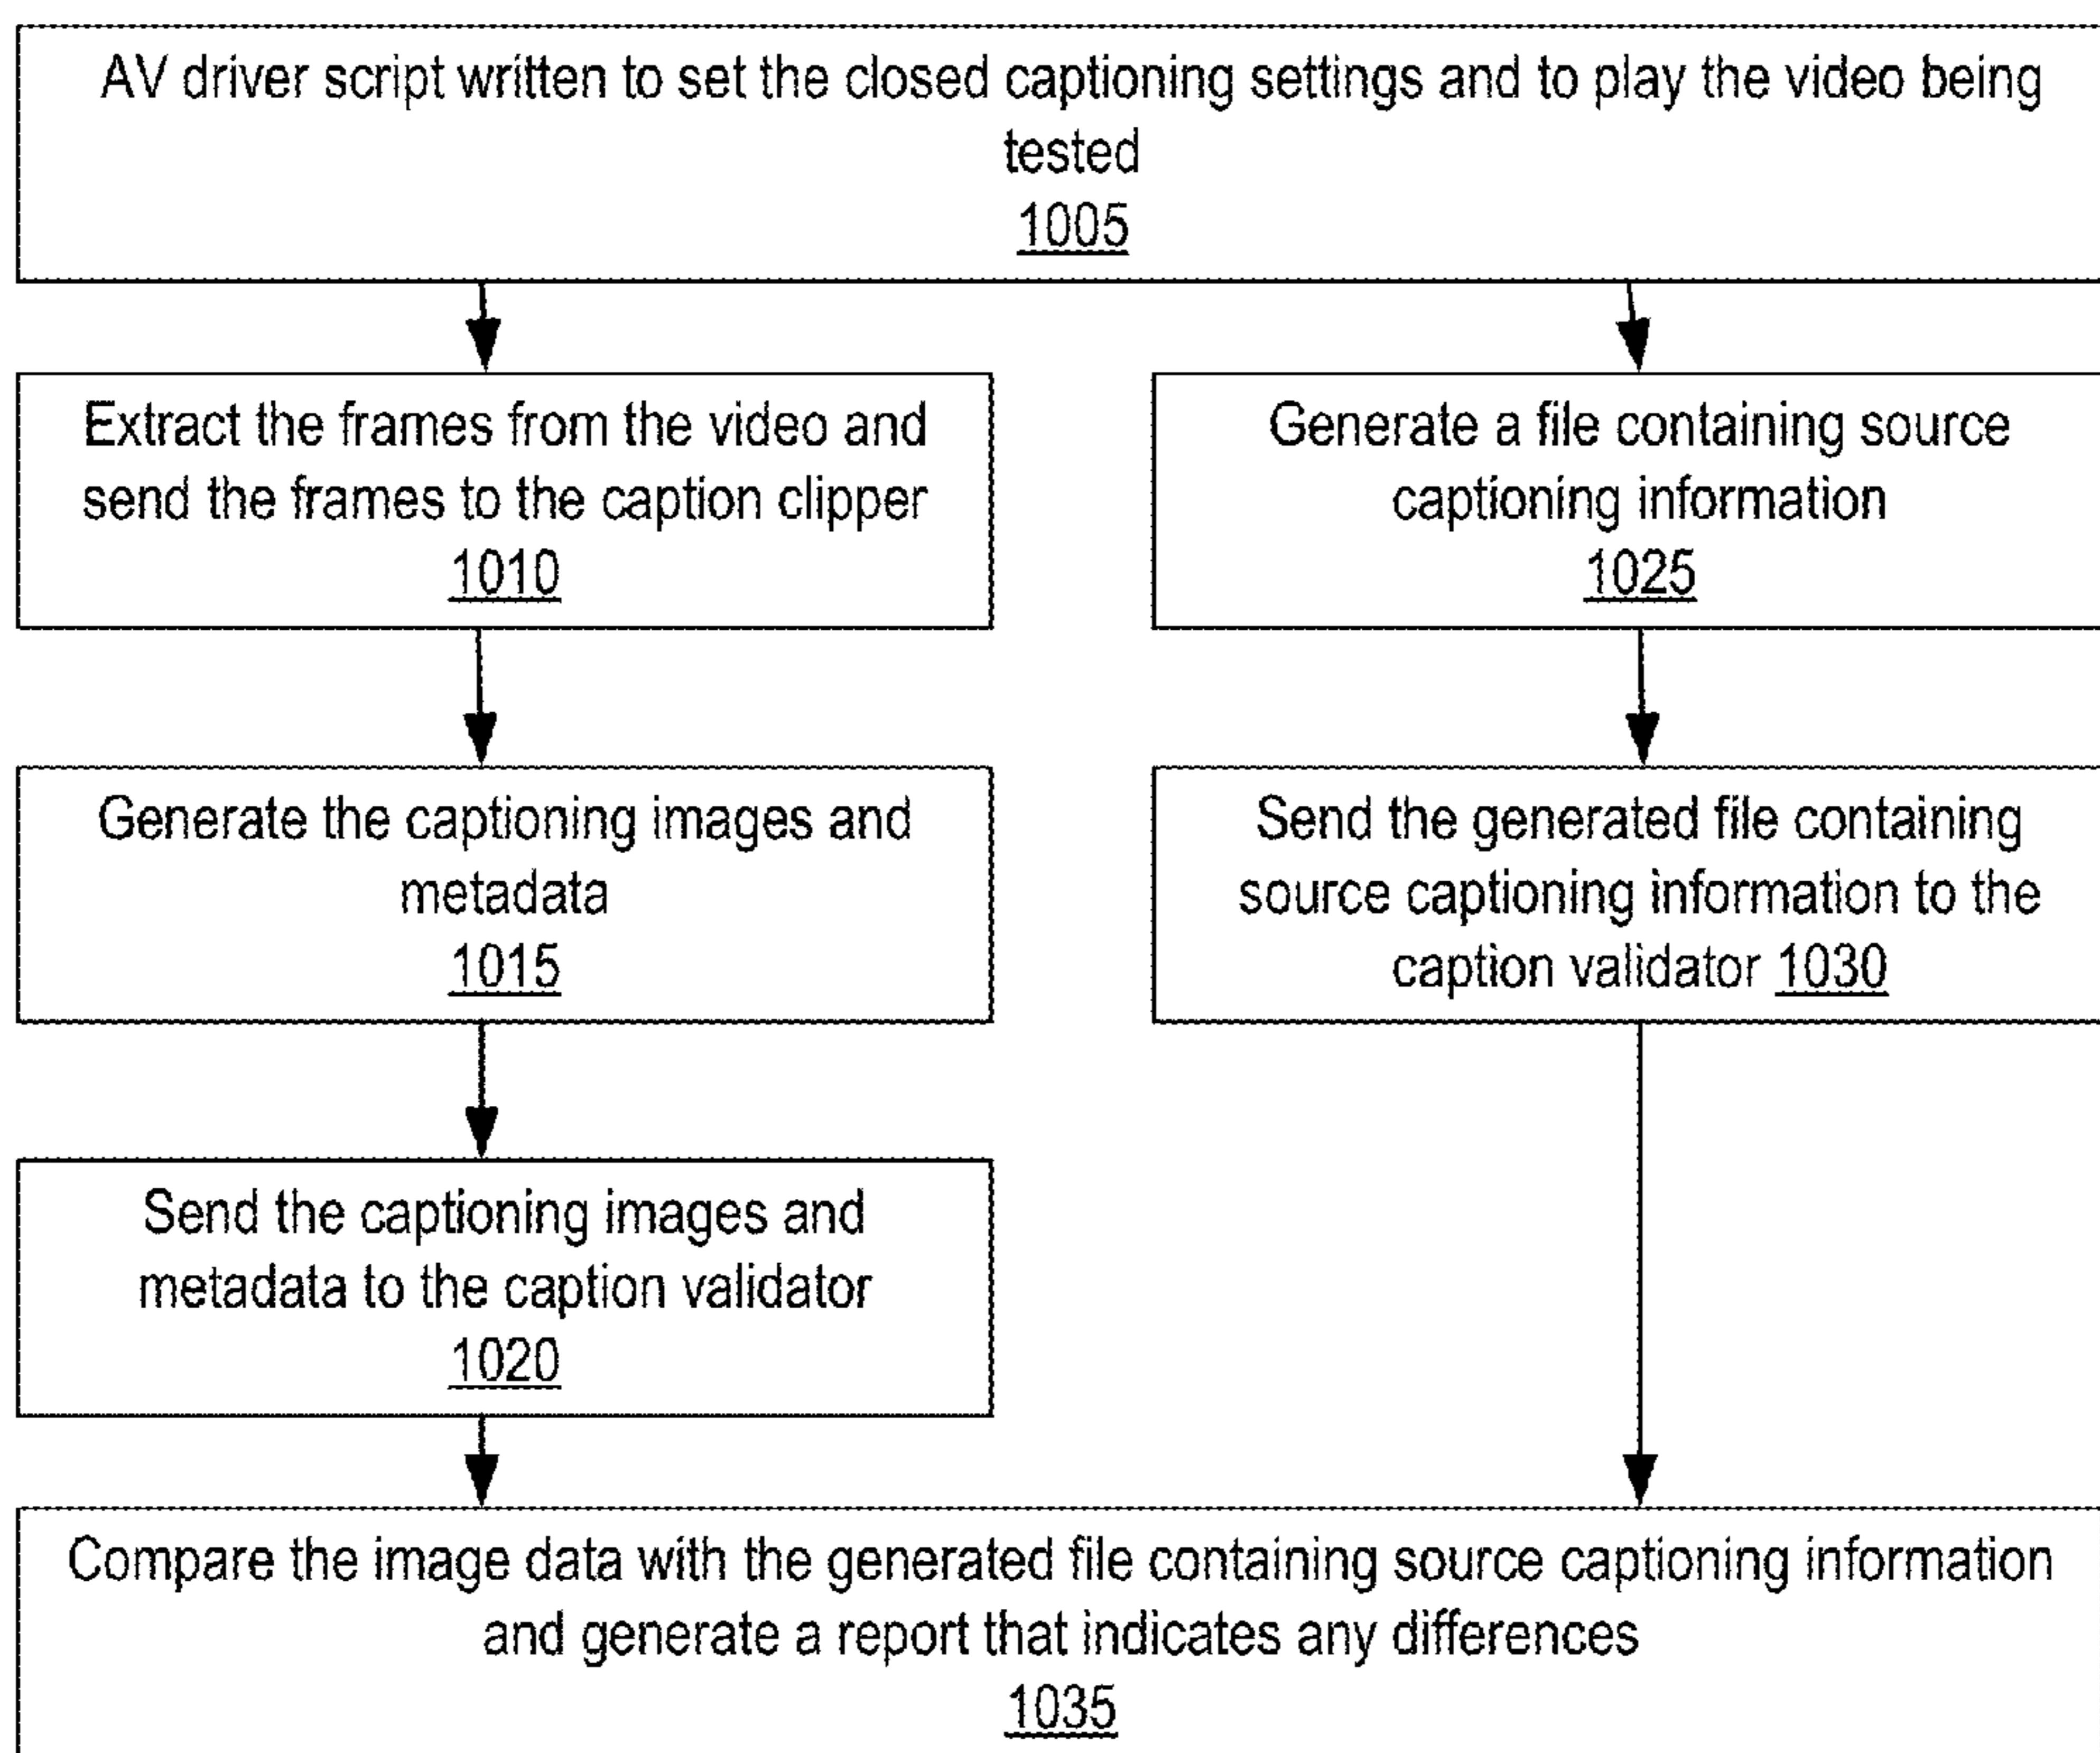 AV driver script written to set the closed captioning settings and to play the video being
tested
1005
Extract the frames from the video and
send the frames to the caption clipper
1010
Generate the captioning images and
metadata
1015
Send the captioning images and
metadata to the caption validator
1020
Generate a file containing source
captioning information
1025
Send the generated file containing
source captioning information to the
caption validator 1030
Compare the image data with the generated file containing source captioning information
and generate a report that indicates any differences
1035